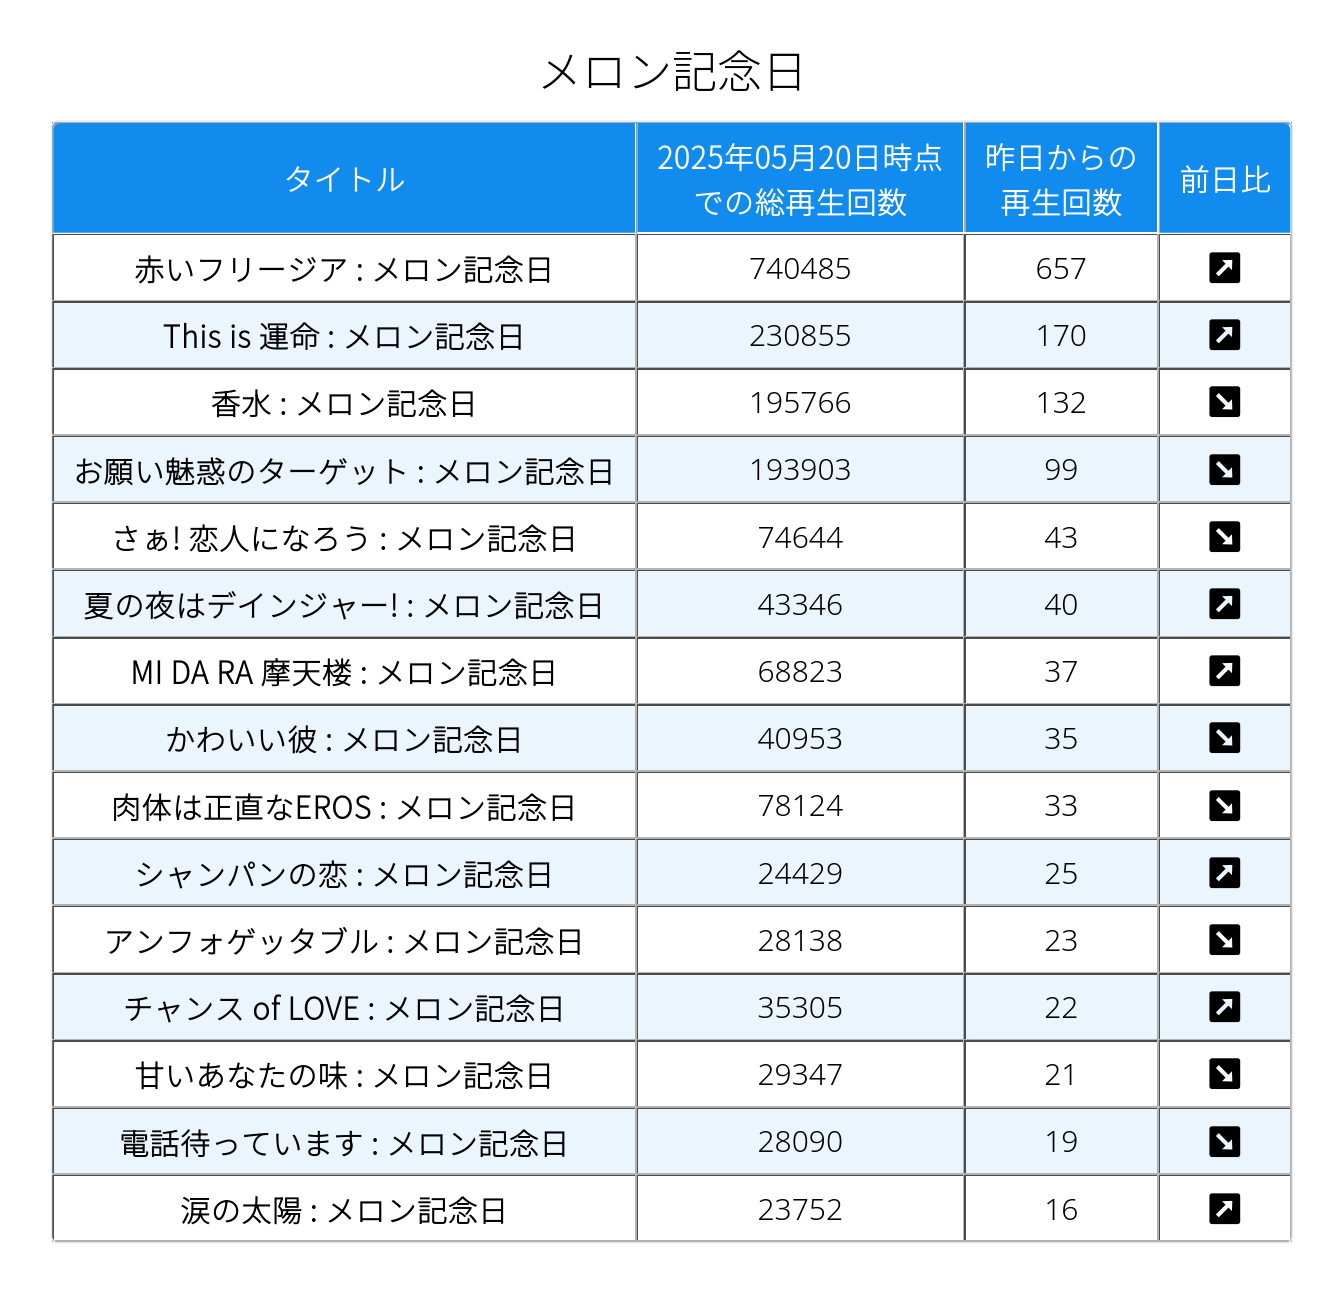 メロン記念日
タイトル
2025年05月20日時点
での総再生回数
昨日からの
再生回数
前日比
赤いフリージア : メロン記念日 740485 657 ↗
This is 運命 : メロン記念日 230855 170 ↗
香水 : メロン記念日 195766 132 ↘
お願い魅惑のターゲット : メロン記念日 193903 99 ↘
さぁ! 恋人になろう : メロン記念日 74644 43 ↘
夏の夜はデインジャー! : メロン記念日 43346 40 ↗
MI DA RA 摩天楼 : メロン記念日 68823 37 ↗
かわいい彼 : メロン記念日 40953 35 ↘
肉体は正直なEROS : メロン記念日 78124 33 ↘
シャンパンの恋 : メロン記念日 24429 25 ↗
アンフォゲッタブル : メロン記念日 28138 23 ↘
チャンス of LOVE : メロン記念日 35305 22 ↗
甘いあなたの味 : メロン記念日 29347 21 ↘
電話待っています : メロン記念日 28090 19 ↘
涙の太陽 : メロン記念日 23752 16 ↗